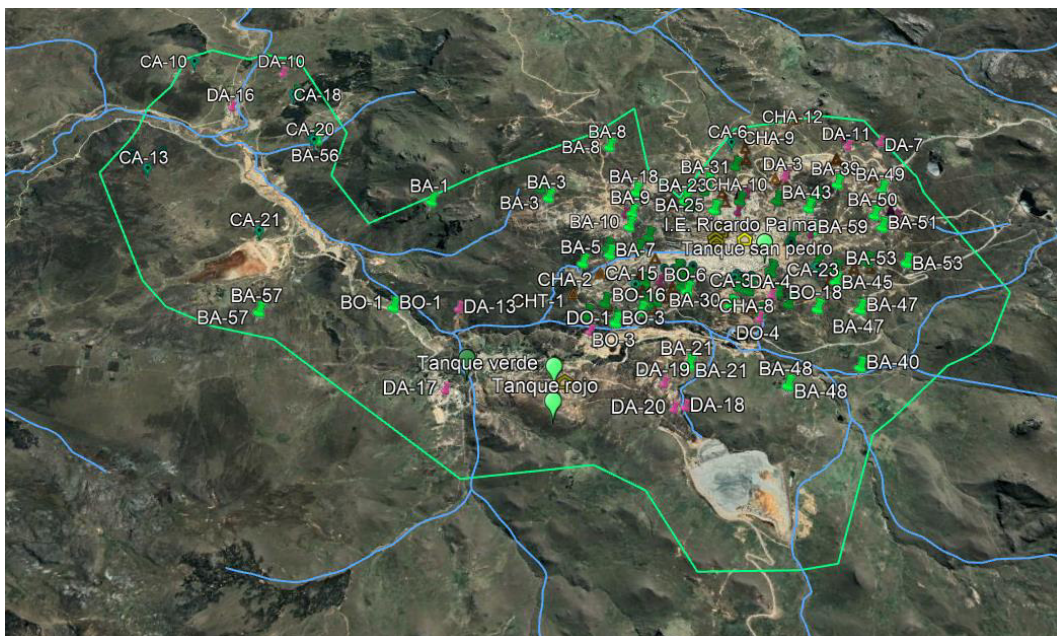 CA-10
DA-10
DA-16
CA-18
CA-20
BA-56
CA-13
CA-21
BA-1
BA-3
BA-3
BA-8
BA-8
CHA-12
CA-6
CHA-9
DA-11
DA-7
BA-31
DA-3
BA-39
BA-18
BA-23
CHA-10
BA-43
BA-49
BA-9
BA-25
BA-50
BA-10
I.E. Ricardo Palma
BA-59
BA-51
BA-5
BA-7
Tanque san pedro
BA-53
BA-53
CHA-2
CA-15
BO-6
CA-3
DA-4
CA-23
BA-45
BA-57
BA-57
BO-1
BO-1
DA-13
CHT-1
BO-16
BA-30
CHA-8
BO-18
BA-47
BA-47
DO-1
BO-3
BO-3
DO-4
Tanque verde
BA-21
BA-21
BA-48
BA-48
BA-40
Tanque rojo
DA-17
DA-19
DA-20
DA-18